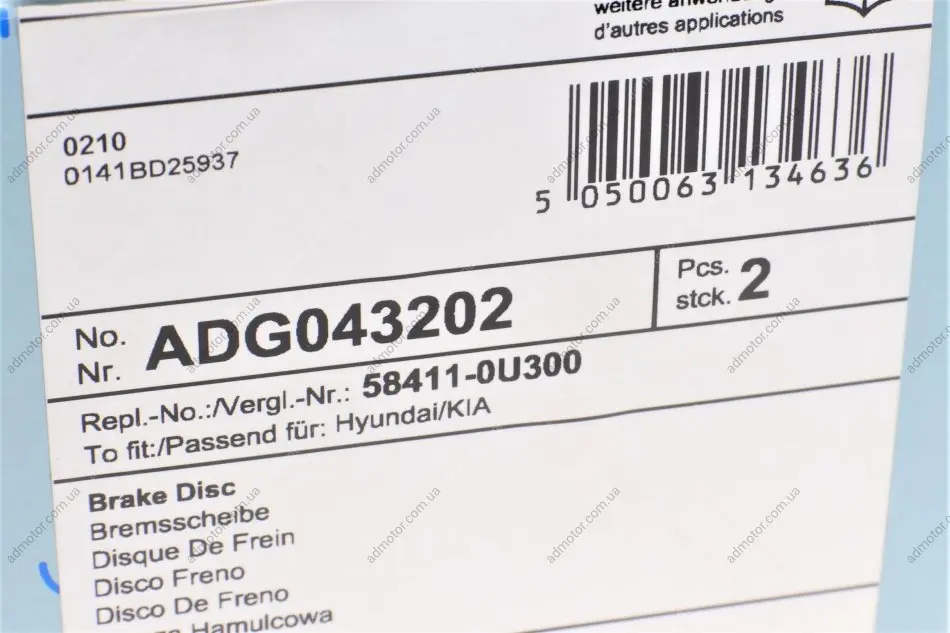 weitere
d'autres applications
0210
0141BD25937
5 050063 134636
No.
Nr.
ADG043202
Pcs.
stck.
2
Repl.-No.:/Vergl.-Nr.: 58411-0U300
To fit:/Passend für: Hyundai/KIA
Brake Disc
Bremsscheibe
Disque De Frein
Disco Freno
Disco De Freno
Hamulcowa
admotor.com.ua